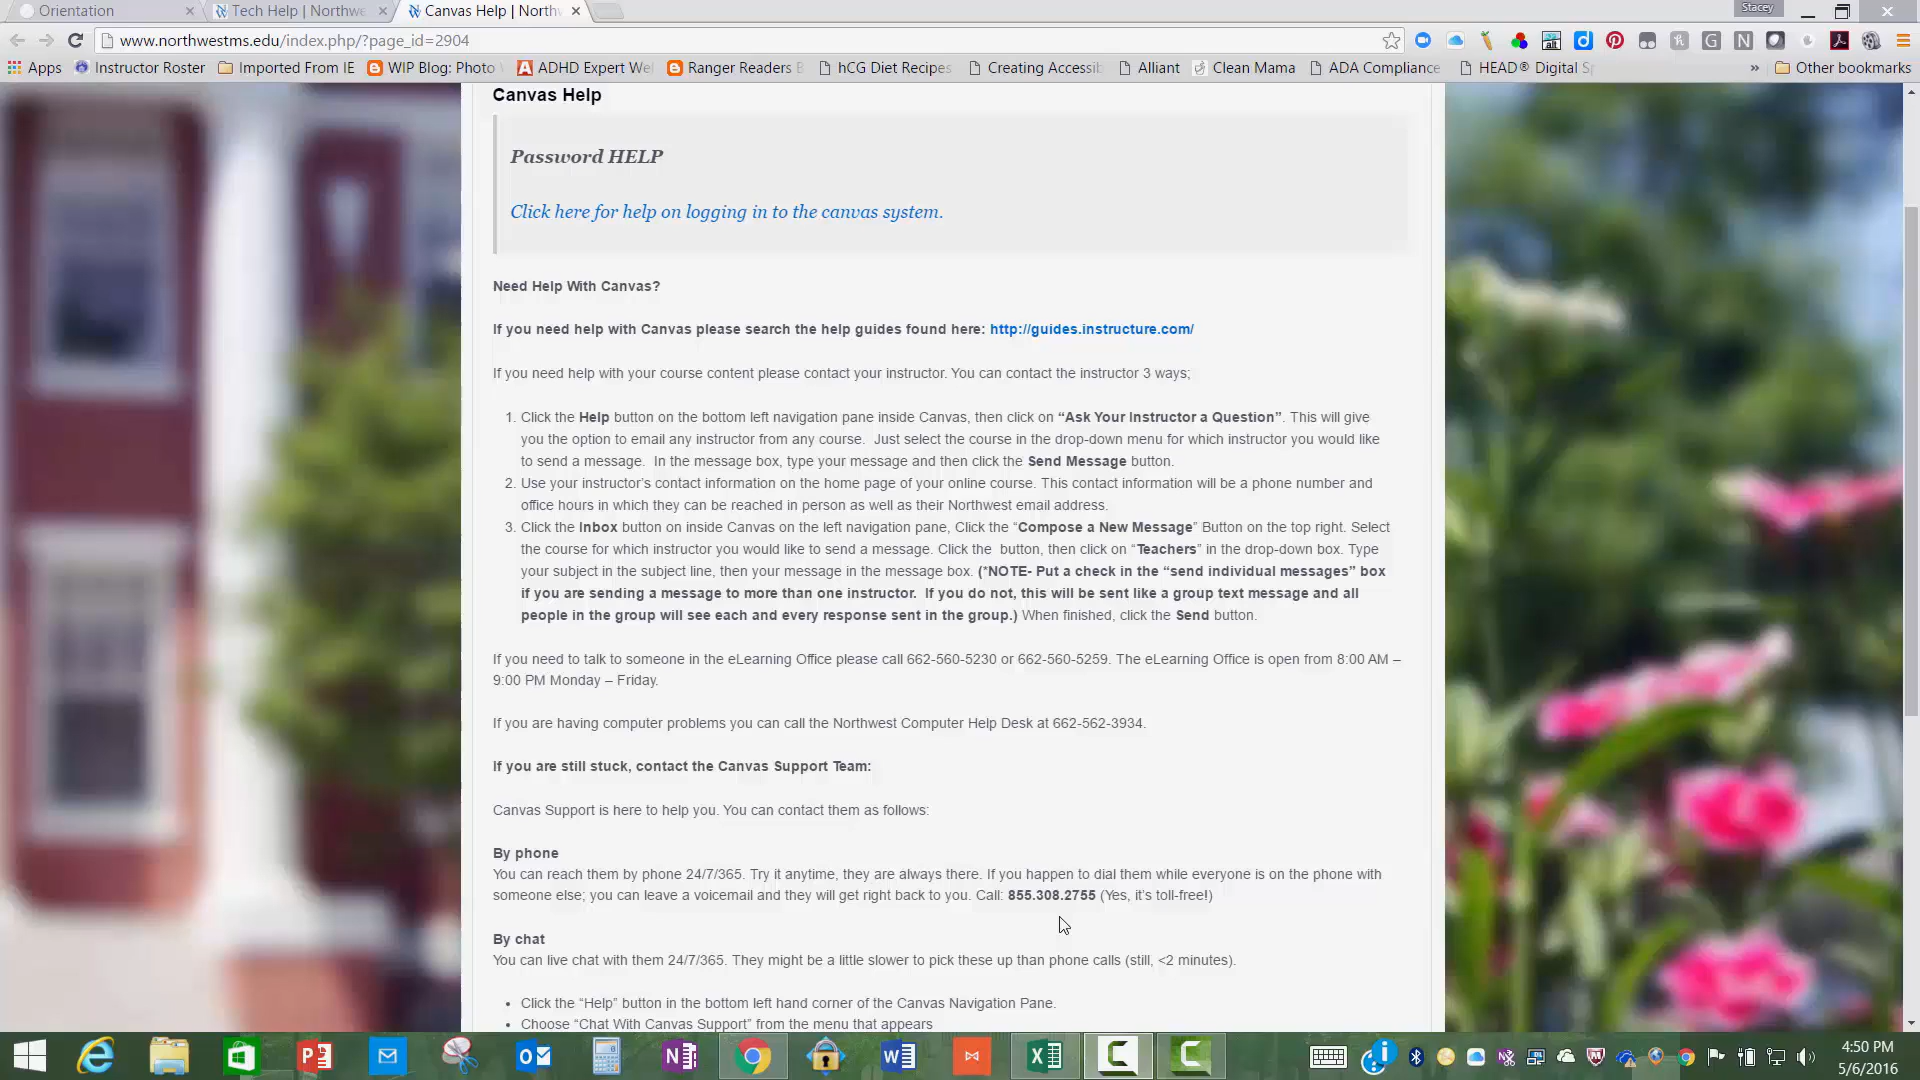 Orientation
Tech Help | Northwe
Canvas Help | North
Stacey
www.northwestms.edu/index.php/?page_id=2904
Apps Instructor Roster Imported From IE WIP Blog: Photo ADHD Expert We Ranger Readers B hCG Diet Recipes Creating Accessib Alliant Clean Mama ADA Compliance HEAD® Digital Sp » Other bookmarks
Canvas Help
Password HELP
Click here for help on logging in to the canvas system.
Need Help With Canvas?
If you need help with Canvas please search the help guides found here: http://guides.instructure.com/
If you need help with your course content please contact your instructor. You can contact the instructor 3 ways;
1. Click the Help button on the bottom left navigation pane inside Canvas, then click on “Ask Your Instructor a Question”. This will give
you the option to email any instructor from any course. Just select the course in the drop-down menu for which instructor you would like
to send a message. In the message box, type your message and then click the Send Message button.
2. Use your instructor’s contact information on the home page of your online course. This contact information will be a phone number and
office hours in which they can be reached in person as well as their Northwest email address.
3. Click the Inbox button on inside Canvas on the left navigation pane, Click the “Compose a New Message” Button on the top right. Select
the course for which instructor you would like to send a message. Click the button, then click on “Teachers” in the drop-down box. Type
your subject in the subject line, then your message in the message box. (*NOTE- Put a check in the “send individual messages” box
if you are sending a message to more than one instructor. If you do not, this will be sent like a group text message and all
people in the group will see each and every response sent in the group.) When finished, click the Send button.
If you need to talk to someone in the eLearning Office please call 662-560-5230 or 662-560-5259. The eLearning Office is open from 8:00 AM –
9:00 PM Monday – Friday.
If you are having computer problems you can call the Northwest Computer Help Desk at 662-562-3934.
If you are still stuck, contact the Canvas Support Team:
Canvas Support is here to help you. You can contact them as follows:
By phone
You can reach them by phone 24/7/365. Try it anytime, they are always there. If you happen to dial them while everyone is on the phone with
someone else; you can leave a voicemail and they will get right back to you. Call: 855.308.2755 (Yes, it’s toll-free!)
By chat
You can live chat with them 24/7/365. They might be a little slower to pick these up than phone calls (still, <2 minutes).
• Click the “Help” button in the bottom left hand corner of the Canvas Navigation Pane.
• Choose “Chat With Canvas Support” from the menu that appears
4:50 PM
5/6/2016